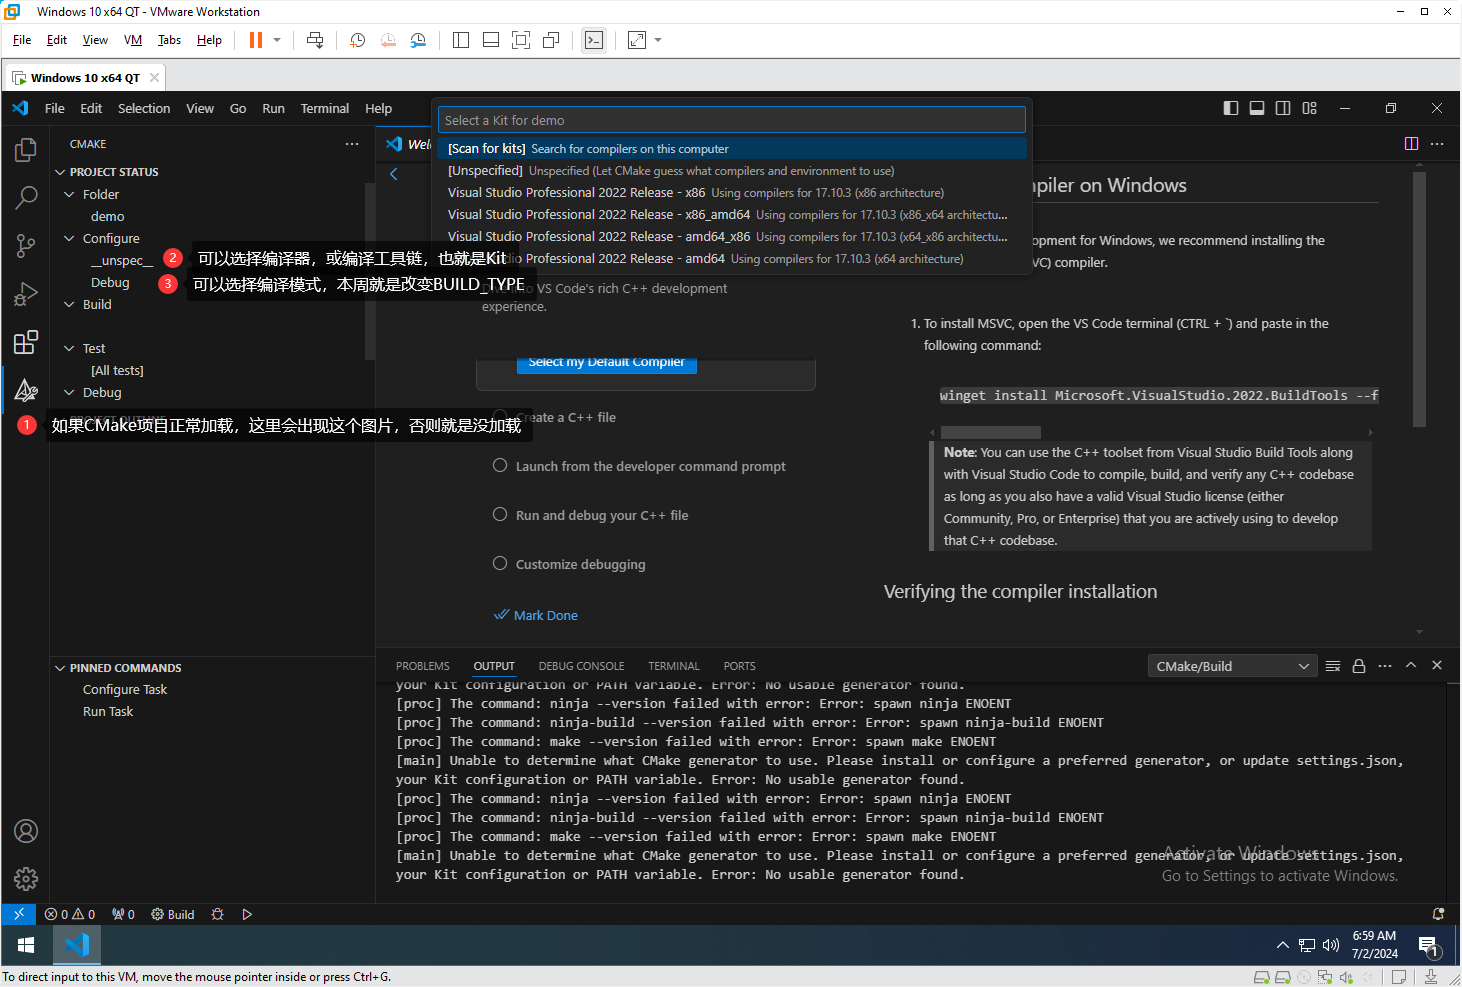 Windows 10 x64 QT - VMware Workstation
File Edit View VM Tabs Help
Windows 10 x64 QT
File Edit Selection View Go Run Terminal Help
Select a Kit for demo
[Scan for kits] Search for compilers on this computer
[Unspecified] Unspecified (Let CMake guess what compilers and environment to use)
Visual Studio Professional 2022 Release - x86 Using compilers for 17.10.3 (x86 architecture)
Visual Studio Professional 2022 Release - x86_amd64 Using compilers for 17.10.3 (x86_x64 architectu...
Visual Studio Professional 2022 Release - amd64_x86 Using compilers for 17.10.3 (x64_x86 architectu...
io Professional 2022 Release - amd64 Using compilers for 17.10.3 (x64 architecture)
CMAKE
PROJECT STATUS
Folder
demo
Configure
__unspec__
2 可以选择编译器，或编译工具链，也就是Kit
Debug
3 可以选择编译模式，本周就是改变BUILD_TYPE
Build
Test
[All tests]
Debug
PROJECT OUTLINE
1 如果CMake项目正常加载，这里会出现这个图片，否则就是没加载
PINNED COMMANDS
Configure Task
Run Task
Wel
Dive into VS Code's rich C++ development
experience.
Select my Default Compiler
Create a C++ file
Launch from the developer command prompt
Run and debug your C++ file
Customize debugging
Mark Done
piler on Windows
opment for Windows, we recommend installing the
VC) compiler.
1. To install MSVC, open the VS Code terminal (CTRL + `) and paste in the
following command:
winget install Microsoft.VisualStudio.2022.BuildTools --f
Note: You can use the C++ toolset from Visual Studio Build Tools along
with Visual Studio Code to compile, build, and verify any C++ codebase
as long as you also have a valid Visual Studio license (either
Community, Pro, or Enterprise) that you are actively using to develop
that C++ codebase.
Verifying the compiler installation
PROBLEMS OUTPUT DEBUG CONSOLE TERMINAL PORTS
CMake/Build
your Kit configuration or PATH variable. Error: No usable generator found.
[proc] The command: ninja --version failed with error: Error: spawn ninja ENOENT
[proc] The command: ninja-build --version failed with error: Error: spawn ninja-build ENOENT
[proc] The command: make --version failed with error: Error: spawn make ENOENT
[main] Unable to determine what CMake generator to use. Please install or configure a preferred generator, or update settings.json,
your Kit configuration or PATH variable. Error: No usable generator found.
[proc] The command: ninja --version failed with error: Error: spawn ninja ENOENT
[proc] The command: ninja-build --version failed with error: Error: spawn ninja-build ENOENT
[proc] The command: make --version failed with error: Error: spawn make ENOENT
[main] Unable to determine what CMake generator to use. Please install or configure a preferred generator, or update settings.json,
your Kit configuration or PATH variable. Error: No usable generator found.
Activate Windows
Go to Settings to activate Windows.
0 0 0 Build
6:59 AM
7/2/2024
1
To direct input to this VM, move the mouse pointer inside or press Ctrl+G.